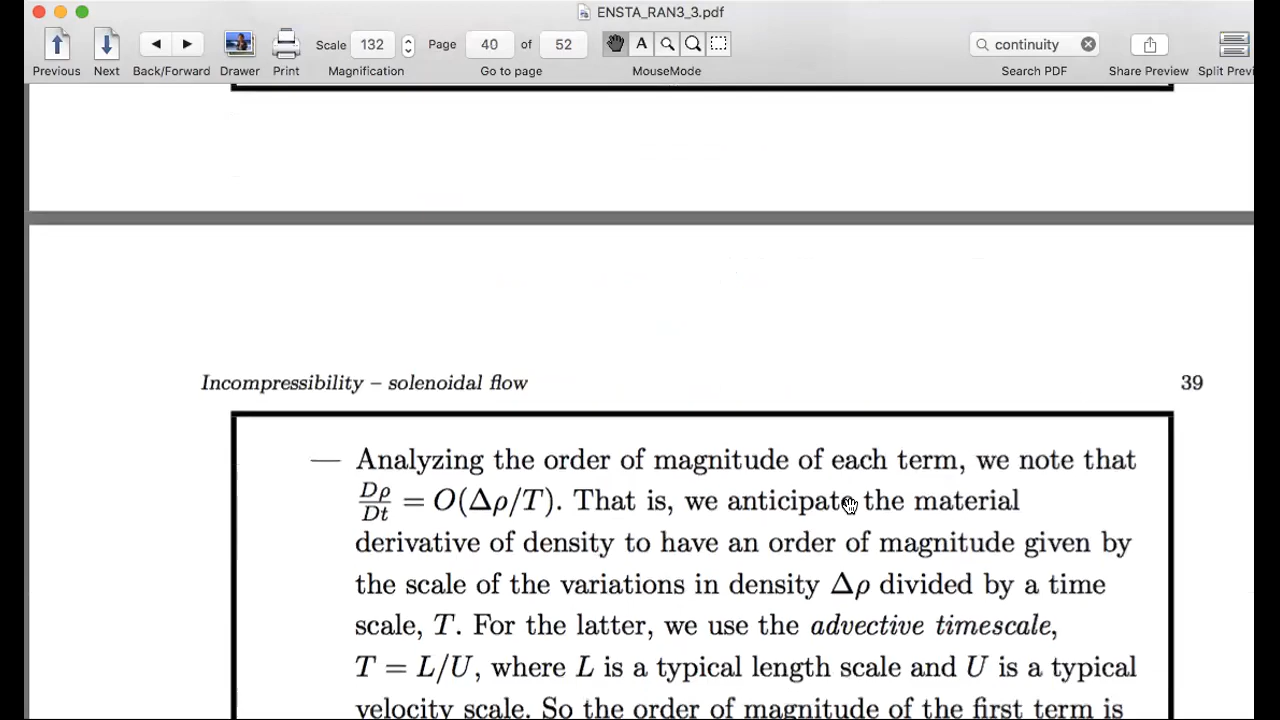 ENSTA_RAN3_3.pdf
Scale 132 Page 40 of 52 A continuity
Previous Next Back/Forward Drawer Print Magnification Go to page MouseMode Search PDF Share Preview Split Previ
Incompressibility – solenoidal flow 39
— Analyzing the order of magnitude of each term, we note that
Dρ/Dt = O(Δρ/T). That is, we anticipate the material
derivative of density to have an order of magnitude given by
the scale of the variations in density Δρ divided by a time
scale, T. For the latter, we use the advective timescale,
T = L/U, where L is a typical length scale and U is a typical
velocity scale. So the order of magnitude of the first term is